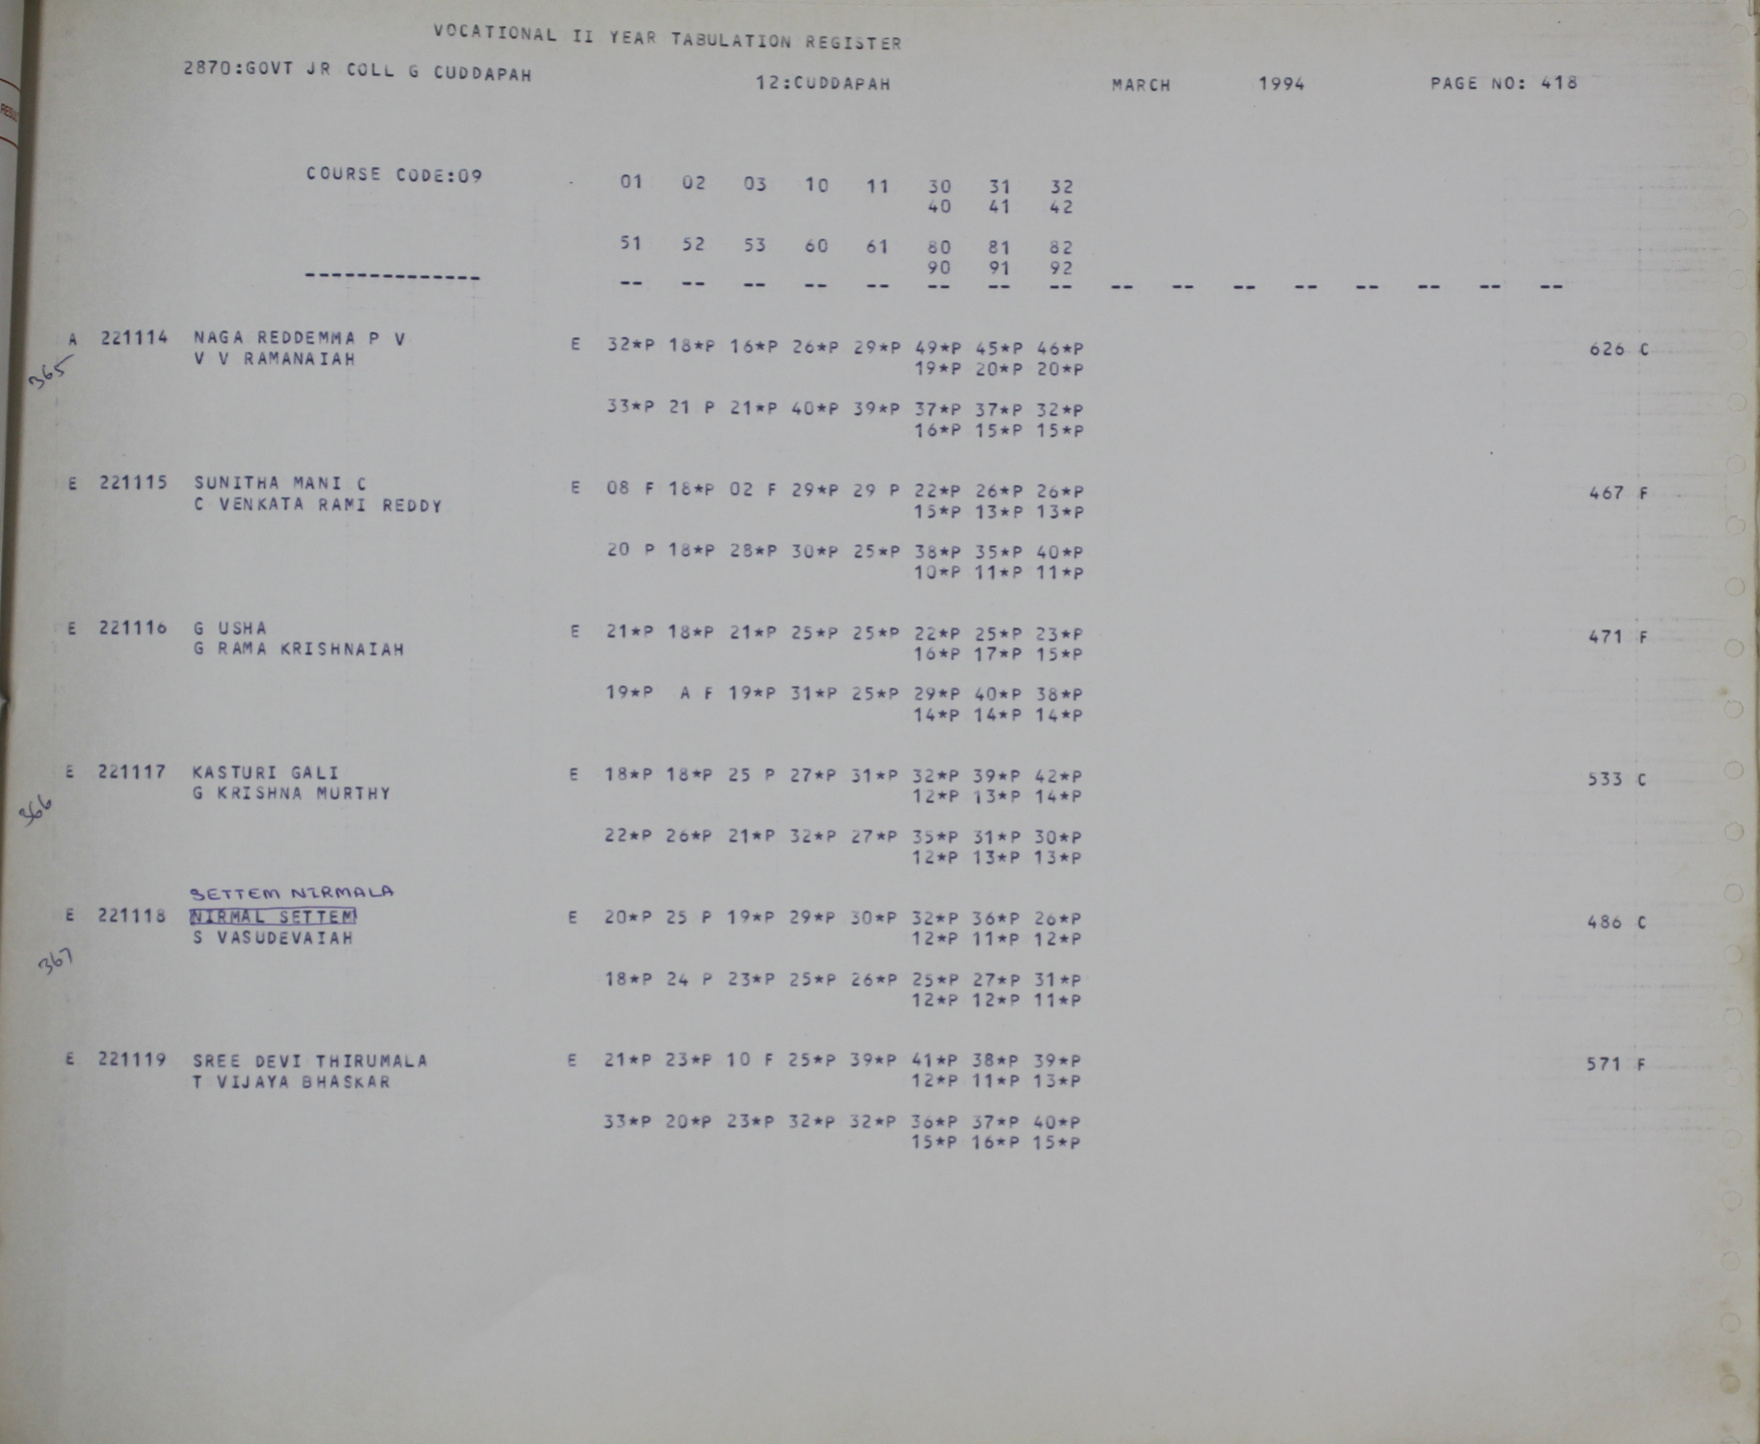 VOCATIONAL II YEAR TABULATION REGISTER
2870:GOVT JR COLL G CUDDAPAH 12:CUDDAPAH MARCH 1994 PAGE NO: 418
COURSE CODE:09 01 02 03 10 11 30 31 32
40 41 42
51 52 53 60 61 80 81 82
90 91 92
-------------- -- -- -- -- -- -- -- -- -- -- -- -- -- -- -- --
A 221114 NAGA REDDEMMA P V E 32*P 18*P 16*P 26*P 29*P 49*P 45*P 46*P 626 C
V V RAMANAIAH 19*P 20*P 20*P
365
33*P 21 P 21*P 40*P 39*P 37*P 37*P 32*P
16*P 15*P 15*P
E 221115 SUNITHA MANI C E 08 F 18*P 02 F 29*P 29 P 22*P 26*P 26*P 467 F
C VENKATA RAMI REDDY 15*P 13*P 13*P
20 P 18*P 28*P 30*P 25*P 38*P 35*P 40*P
10*P 11*P 11*P
E 221116 G USHA E 21*P 18*P 21*P 25*P 25*P 22*P 25*P 23*P 471 F
G RAMA KRISHNAIAH 16*P 17*P 15*P
19*P A F 19*P 31*P 25*P 29*P 40*P 38*P
14*P 14*P 14*P
E 221117 KASTURI GALI E 18*P 18*P 25 P 27*P 31*P 32*P 39*P 42*P 533 C
G KRISHNA MURTHY 12*P 13*P 14*P
366
22*P 26*P 21*P 32*P 27*P 35*P 31*P 30*P
12*P 13*P 13*P
SETTEM NIRMALA
E 221118 NIRMAL SETTEM E 20*P 25 P 19*P 29*P 30*P 32*P 36*P 26*P 486 C
S VASUDEVAIAH 12*P 11*P 12*P
367
18*P 24 P 23*P 25*P 26*P 25*P 27*P 31*P
12*P 12*P 11*P
E 221119 SREE DEVI THIRUMALA E 21*P 23*P 10 F 25*P 39*P 41*P 38*P 39*P 571 F
T VIJAYA BHASKAR 12*P 11*P 13*P
33*P 20*P 23*P 32*P 32*P 36*P 37*P 40*P
15*P 16*P 15*P